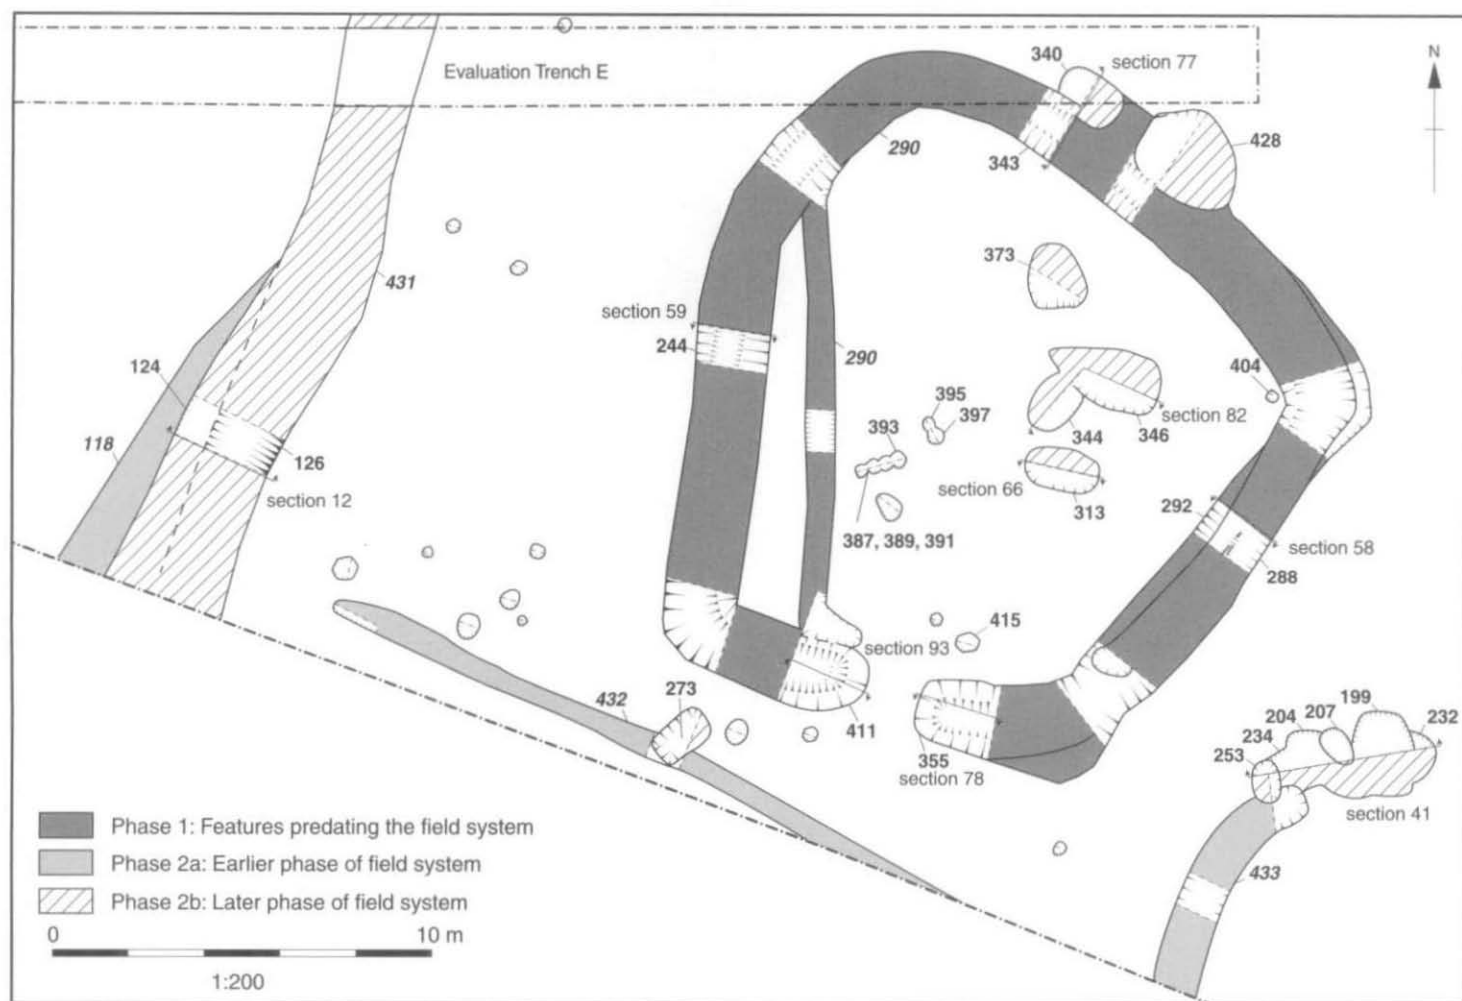 Evaluation Trench E
340
section 77
N
290
343
428
431
373
section 59
244
290
404
395
397
393
section 82
344
346
124
118
126
section 12
section 66
313
387, 389, 391
292
section 58
288
415
section 93
432
273
411
355
section 78
199
207
204
232
234
253
section 41
433
Phase 1: Features predating the field system
Phase 2a: Earlier phase of field system
Phase 2b: Later phase of field system
0 10 m
1:200